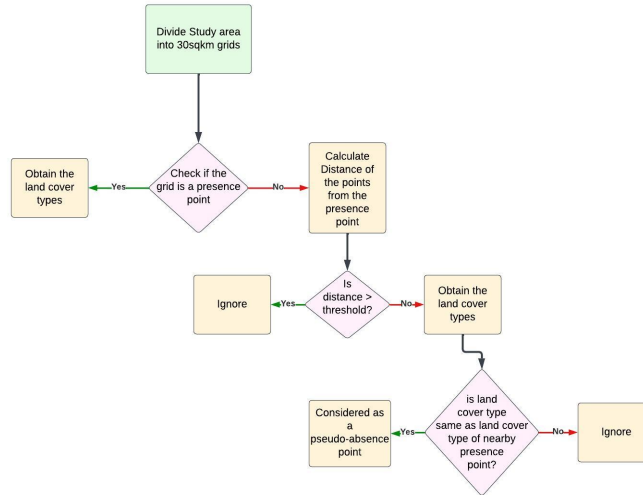 Divide Study area
into 30sqkm grids
Obtain the
land cover
types
Yes
Check if the
grid is a presence
point
No
Calculate
Distance of
the points
from the
presence
point
Ignore
Yes
Is
distance >
threshold?
No
Obtain the
land cover
types
Considered as
a
pseudo-absence
point
Yes
is land
cover type
same as land cover
type of nearby
presence
point?
No
Ignore